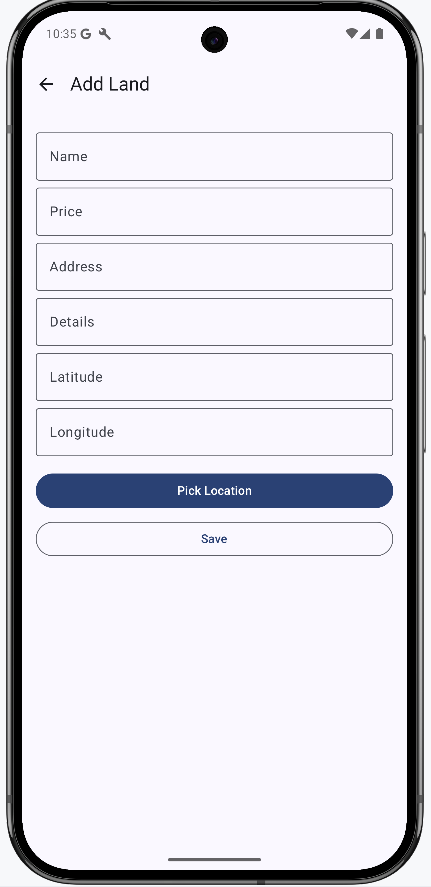 10:35 G
Add Land
Name
Price
Address
Details
Latitude
Longitude
Pick Location
Save